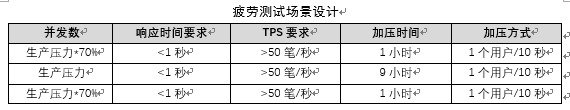 疲劳测试场景设计
并发数 响应时间要求 TPS 要求 加压时间 加压方式
生产压力*70% <1 秒 >50 笔/秒 1 小时 1 个用户/10 秒
生产压力 <1 秒 >50 笔/秒 9 小时 1 个用户/10 秒
生产压力*70% <1 秒 >50 笔/秒 1 小时 1 个用户/10 秒